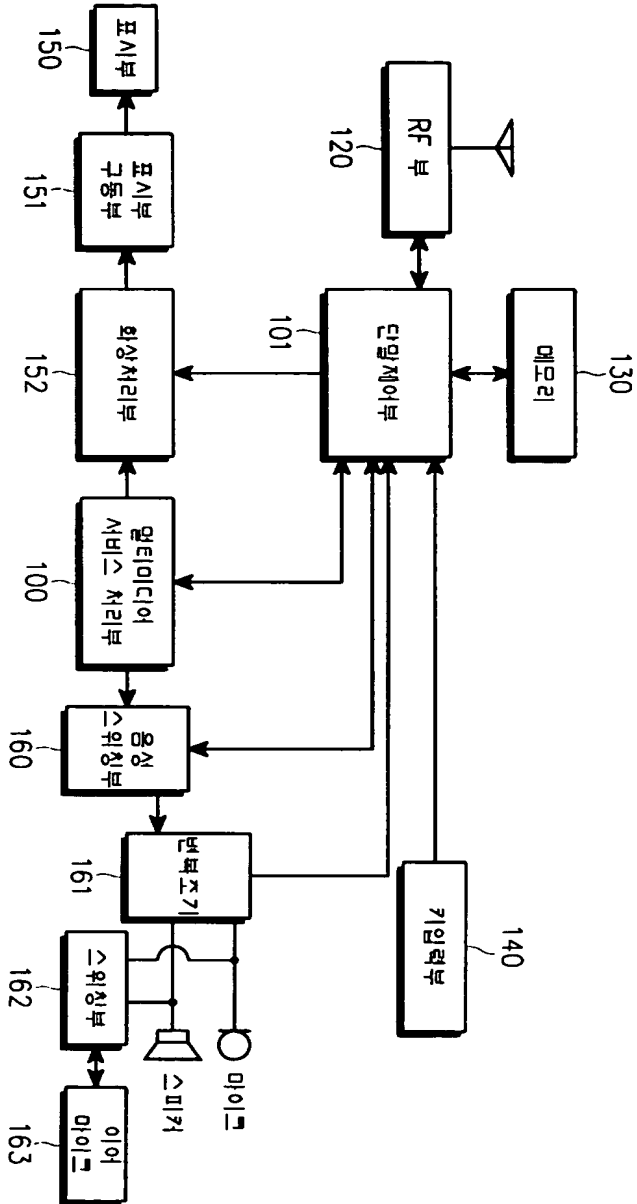 130
메모리
140
키입력부
RF 부
120
단말제어부
101
마이크
스피커
변복조기
161
표시부
150
표시부
구동부
151
화상처리부
152
멀티미디어
서비스 처리부
100
음성
스위칭부
160
스위칭부
162
이어
마이크
163